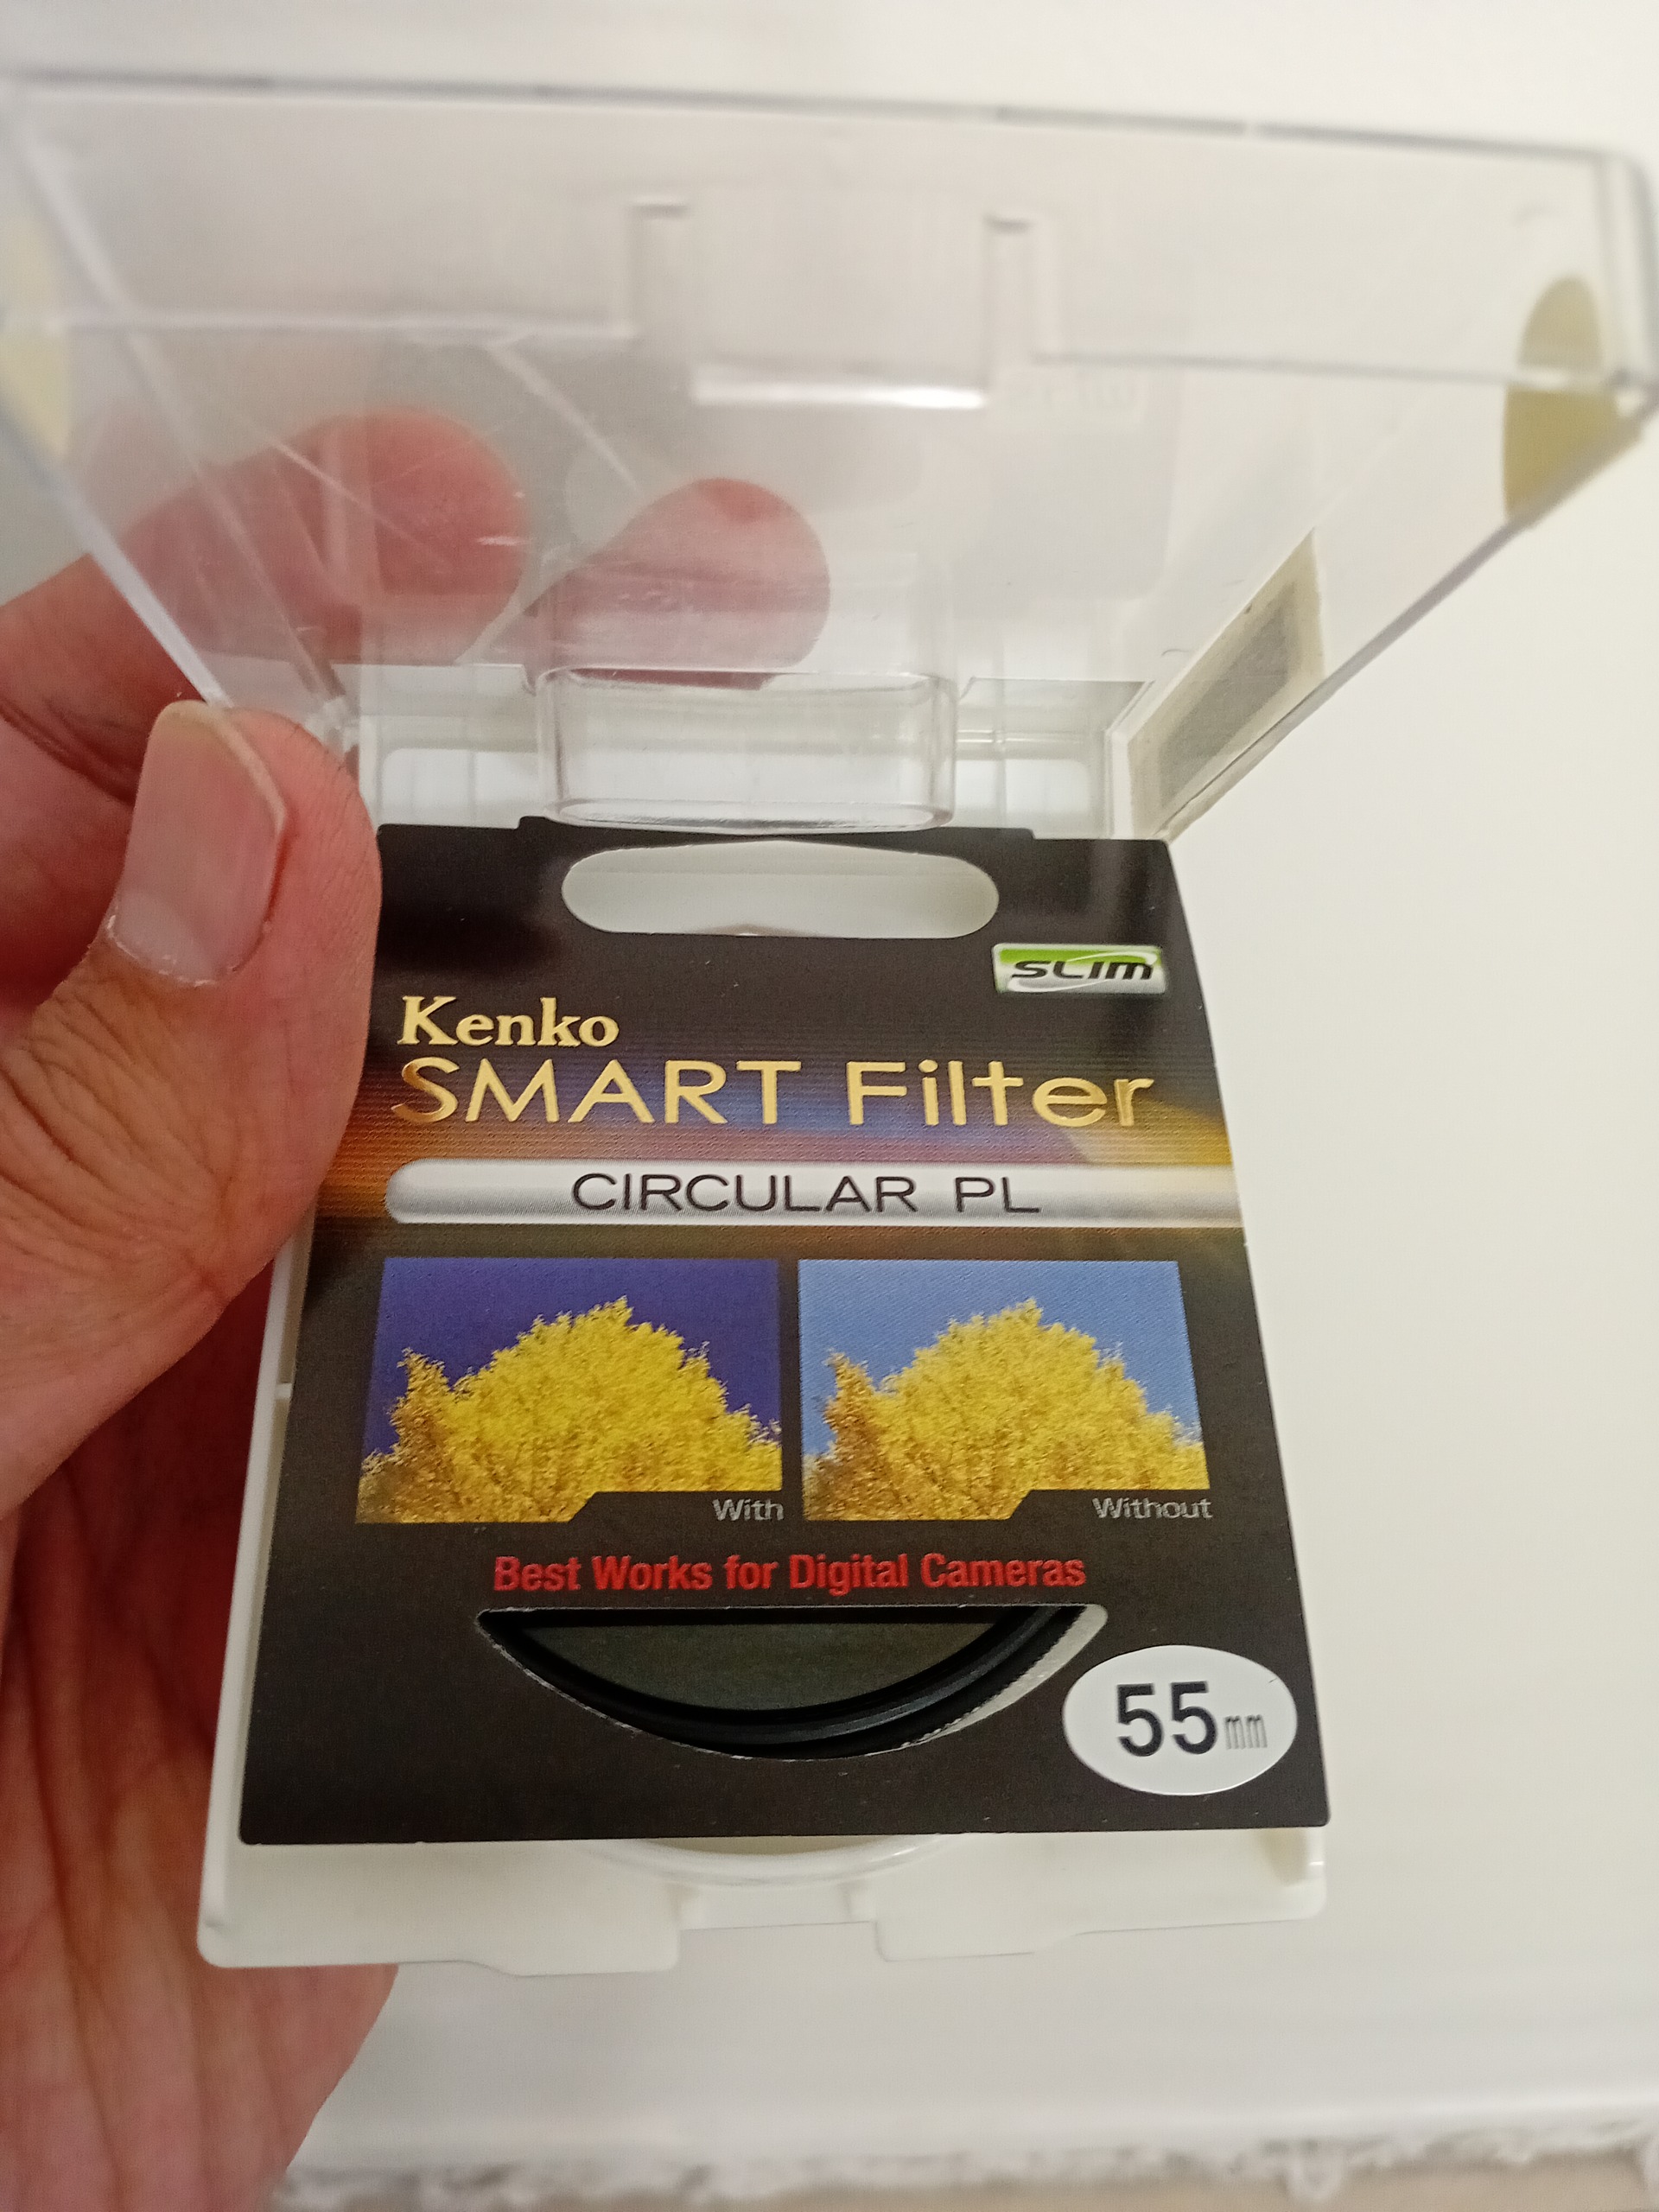 SLIM
Kenko
SMART Filter
CIRCULAR PL
With
Without
Best Works for Digital Cameras
55mm